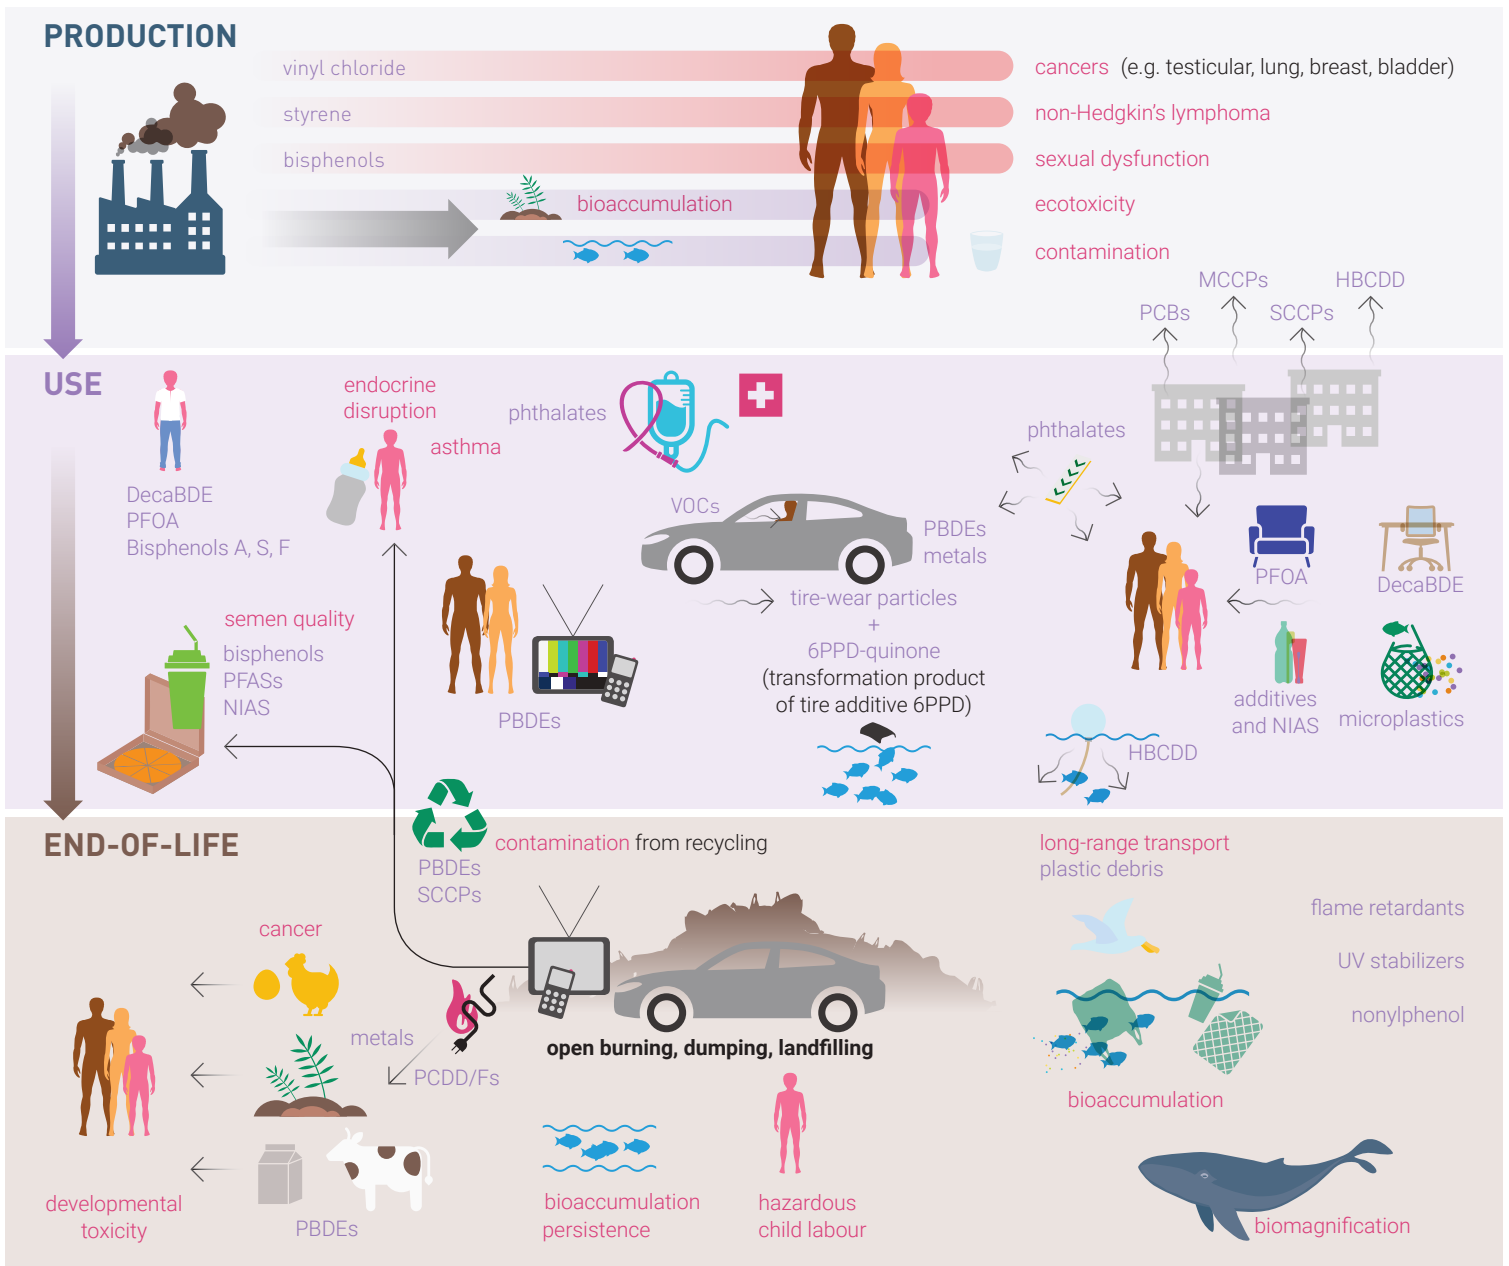 PRODUCTION
vinyl chloride
cancers (e.g. testicular, lung, breast, bladder)
styrene
non-Hedgkin's lymphoma
bisphenols
sexual dysfunction
bioaccumulation
ecotoxicity
contamination
MCCPs
HBCDD
PCBs
SCCPs
USE
endocrine
disruption
asthma
phthalates
phthalates
DecaBDE
PFOA
Bisphenols A, S, F
VOCs
PBDEs
metals
PFOA
DecaBDE
tire-wear particles
+
6PPD-quinone
(transformation product
of tire additive 6PPD)
semen quality
bisphenols
PFASs
NIAS
PBDEs
additives
and NIAS
microplastics
HBCDD
END-OF-LIFE
contamination from recycling
PBDEs
SCCPs
long-range transport
plastic debris
flame retardants
UV stabilizers
nonylphenol
cancer
metals
PCDD/Fs
open burning, dumping, landfilling
bioaccumulation
developmental
toxicity
PBDEs
bioaccumulation
persistence
hazardous
child labour
biomagnification